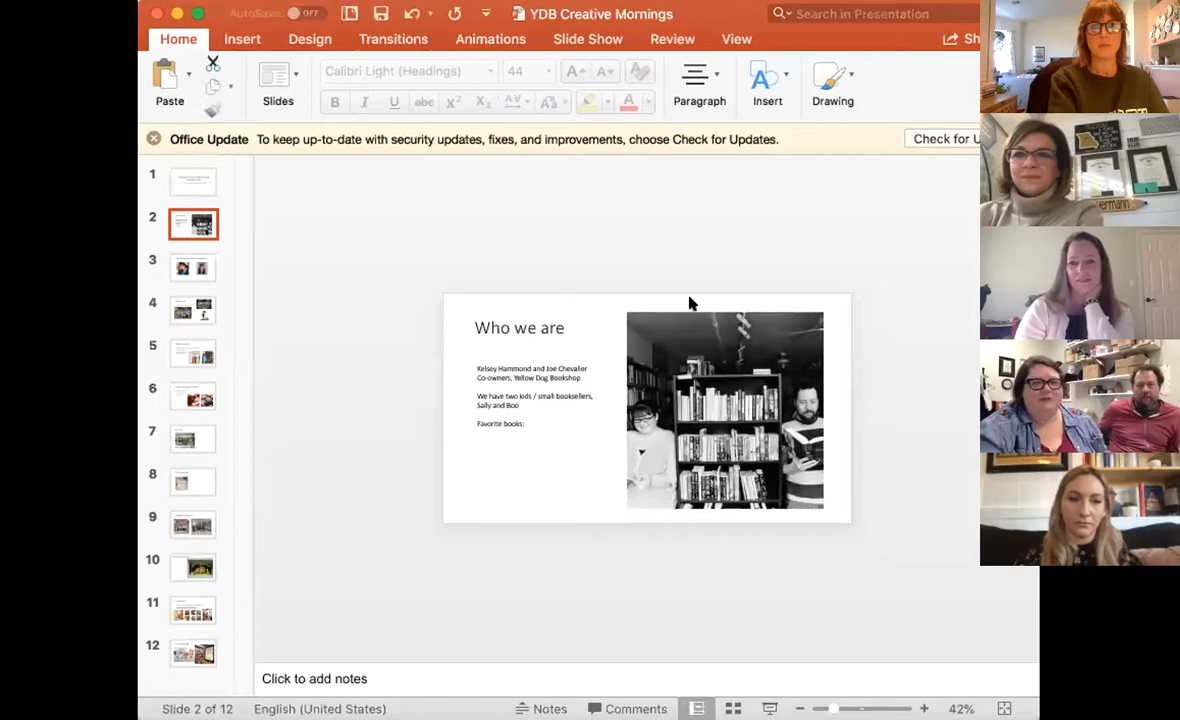 AutoSave OFF
YDB Creative Mornings
Search in Presentation
Home Insert Design Transitions Animations Slide Show Review View Sh
Paste
Slides
Calibri Light (Headings) 44
Paragraph
Insert
Drawing
Office Update To keep up-to-date with security updates, fixes, and improvements, choose Check for Updates.
Check for U
1
2
3
4
5
6
7
8
9
10
11
12
Who we are
Kelsey Hammond and Joe Chevalier
Co-owners, Yellow Dog Bookshop
We have two kids / small booksellers,
Sally and Boo
Favorite books:
Click to add notes
Slide 2 of 12 English (United States) Notes Comments 42%